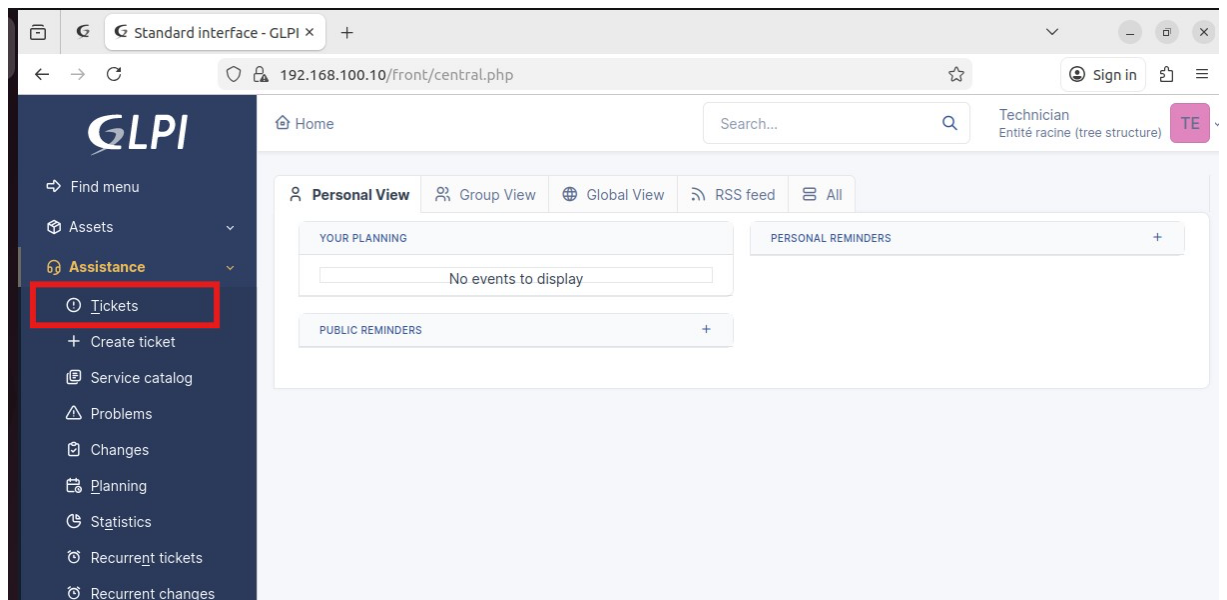 Standard interface - GLPI
192.168.100.10/front/central.php
Sign in
GLPI
Home
Search...
Technician
Entité racine (tree structure)
TE
Find menu
Assets
Assistance
Tickets
Create ticket
Service catalog
Problems
Changes
Planning
Statistics
Recurrent tickets
Recurrent changes
Personal View
Group View
Global View
RSS feed
All
YOUR PLANNING
No events to display
PUBLIC REMINDERS
PERSONAL REMINDERS